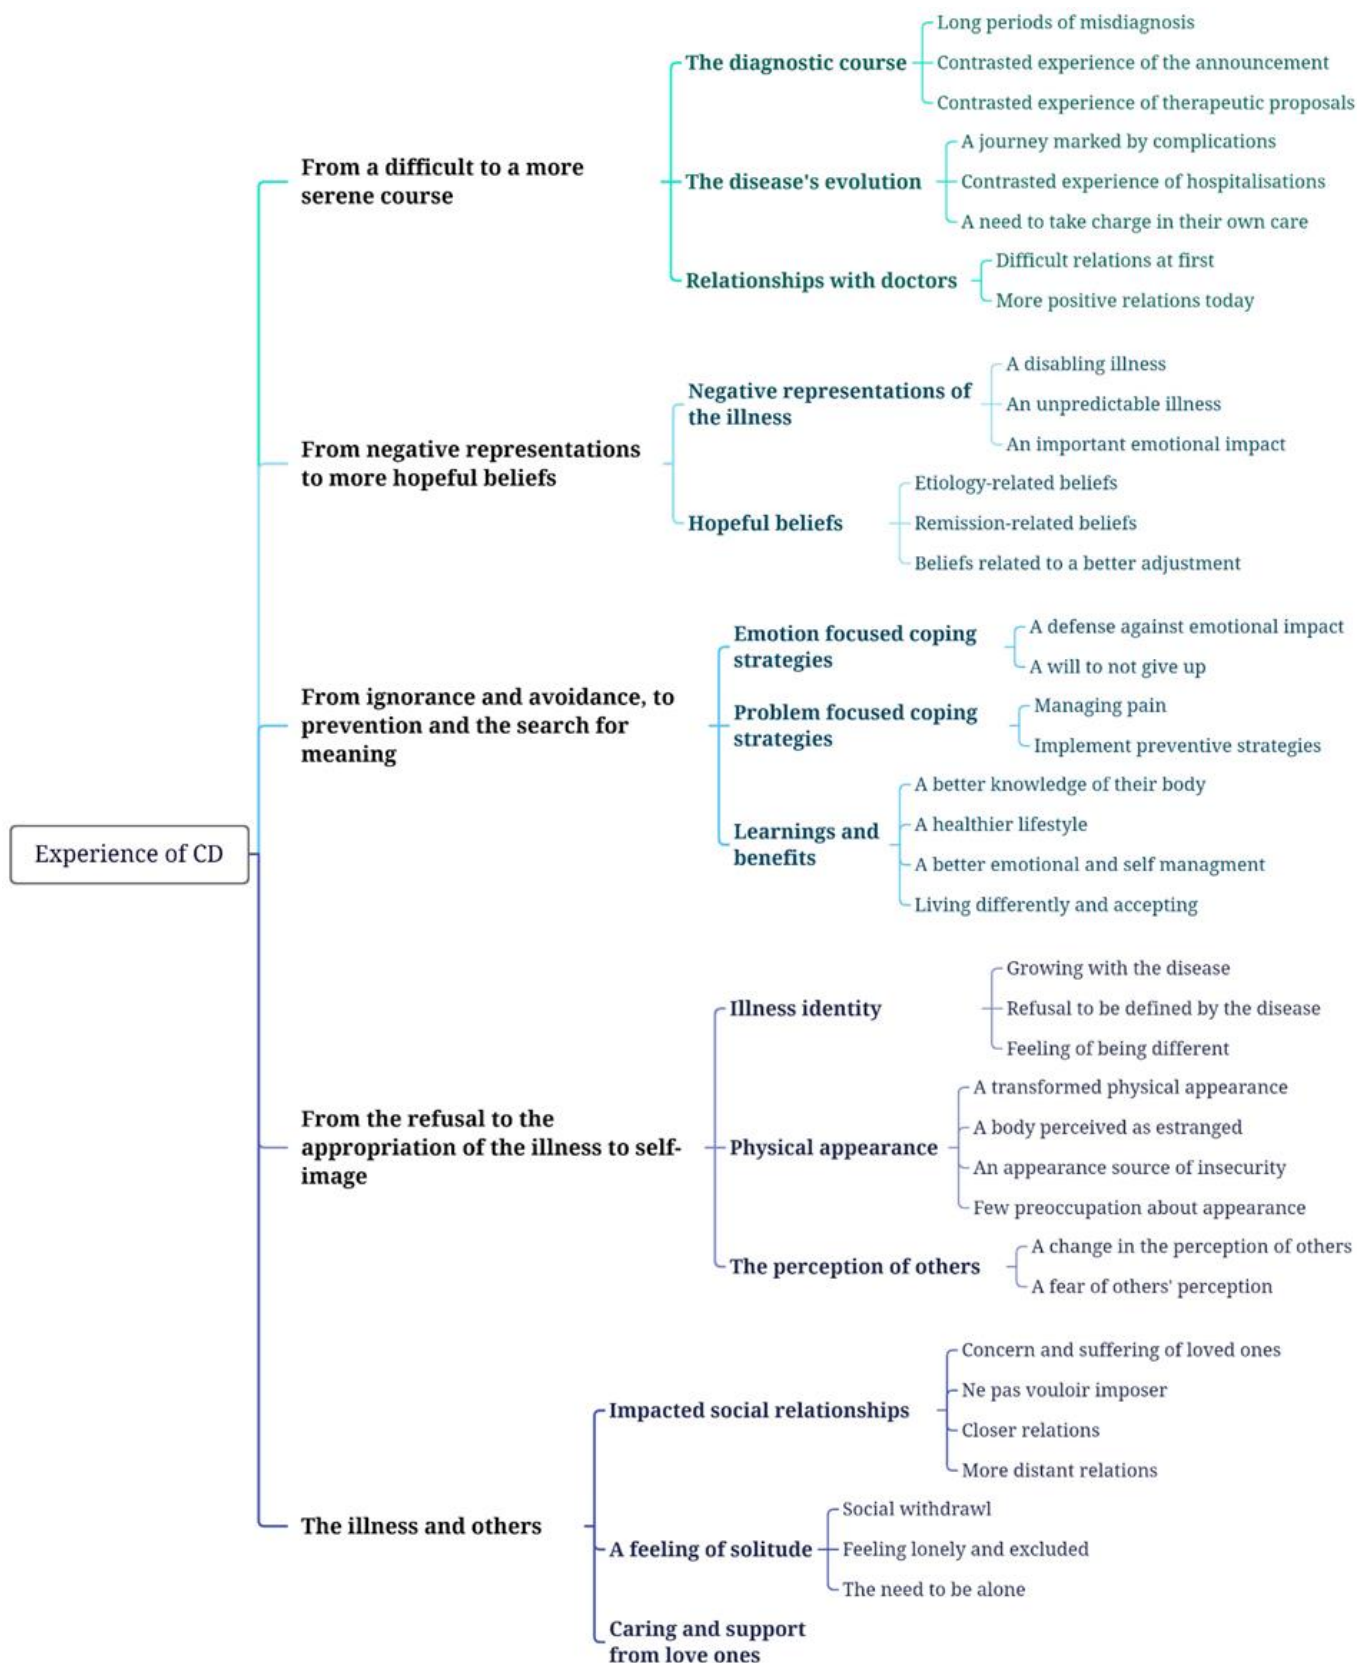 Experience of CD
From a difficult to a more
serene course
The diagnostic course
Long periods of misdiagnosis
Contrasted experience of the announcement
Contrasted experience of therapeutic proposals
The disease's evolution
A journey marked by complications
Contrasted experience of hospitalisations
A need to take charge in their own care
Relationships with doctors
Difficult relations at first
More positive relations today
From negative representations
to more hopeful beliefs
Negative representations of
the illness
A disabling illness
An unpredictable illness
An important emotional impact
Hopeful beliefs
Etiology-related beliefs
Remission-related beliefs
Beliefs related to a better adjustment
From ignorance and avoidance, to
prevention and the search for
meaning
Emotion focused coping
strategies
A defense against emotional impact
A will to not give up
Problem focused coping
strategies
Managing pain
Implement preventive strategies
Learnings and
benefits
A better knowledge of their body
A healthier lifestyle
A better emotional and self managment
Living differently and accepting
From the refusal to the
appropriation of the illness to self-
image
Illness identity
Growing with the disease
Refusal to be defined by the disease
Feeling of being different
Physical appearance
A transformed physical appearance
A body perceived as estranged
An appearance source of insecurity
Few preoccupation about appearance
The perception of others
A change in the perception of others
A fear of others' perception
The illness and others
Impacted social relationships
Concern and suffering of loved ones
Ne pas vouloir imposer
Closer relations
More distant relations
A feeling of solitude
Social withdrawl
Feeling lonely and excluded
The need to be alone
Caring and support
from love ones